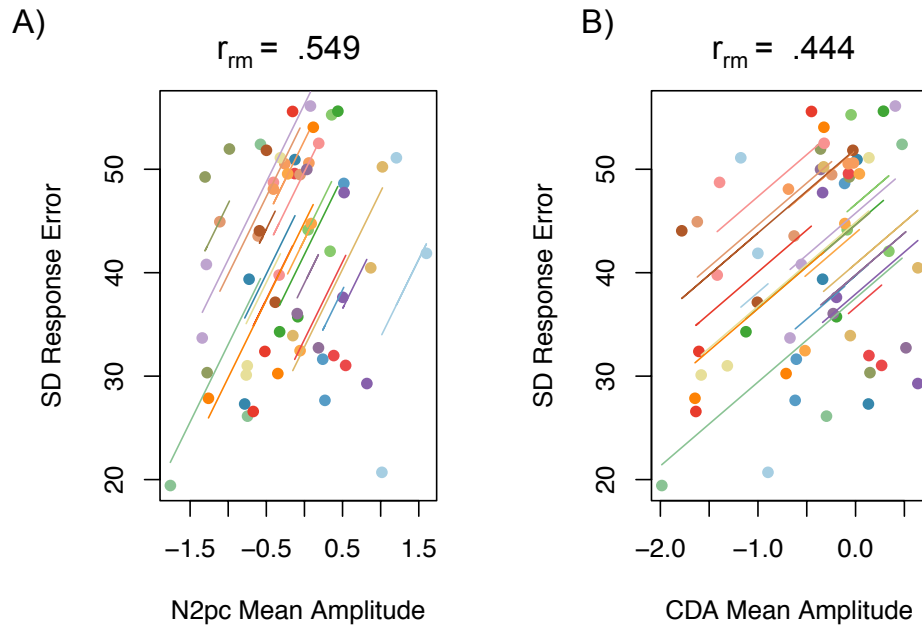 A)
r_rm = .549
SD Response Error
50
40
30
20
−1.5 −0.5 0.5 1.5
N2pc Mean Amplitude
B)
r_rm = .444
SD Response Error
50
40
30
20
−2.0 −1.0 0.0
CDA Mean Amplitude